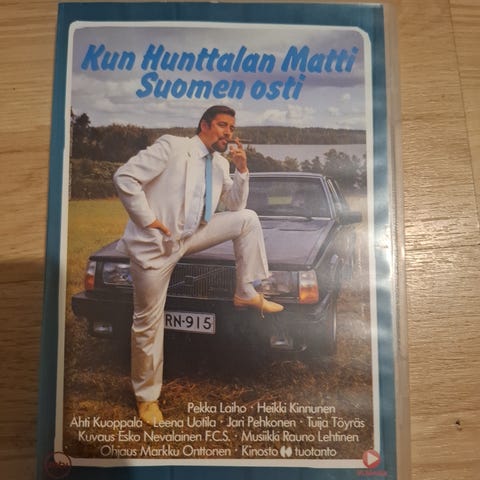 Kun Hunttalan Matti
Suomen osti
RN-915
Pekka Laiho · Heikki Kinnunen
Ahti Kuoppala · Leena Uotila · Jari Pehkonen · Tuija Töyräs
Kuvaus Esko Nevalainen F.C.S. · Musiikki Rauno Lehtinen
Ohjaus Markku Onttonen · Kinosto tuotanto